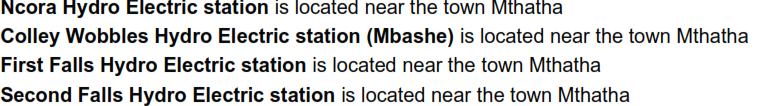 Ncora Hydro Electric station is located near the town Mthatha
Colley Wobbles Hydro Electric station (Mbashe) is located near the town Mthatha
First Falls Hydro Electric station is located near the town Mthatha
Second Falls Hydro Electric station is located near the town Mthatha